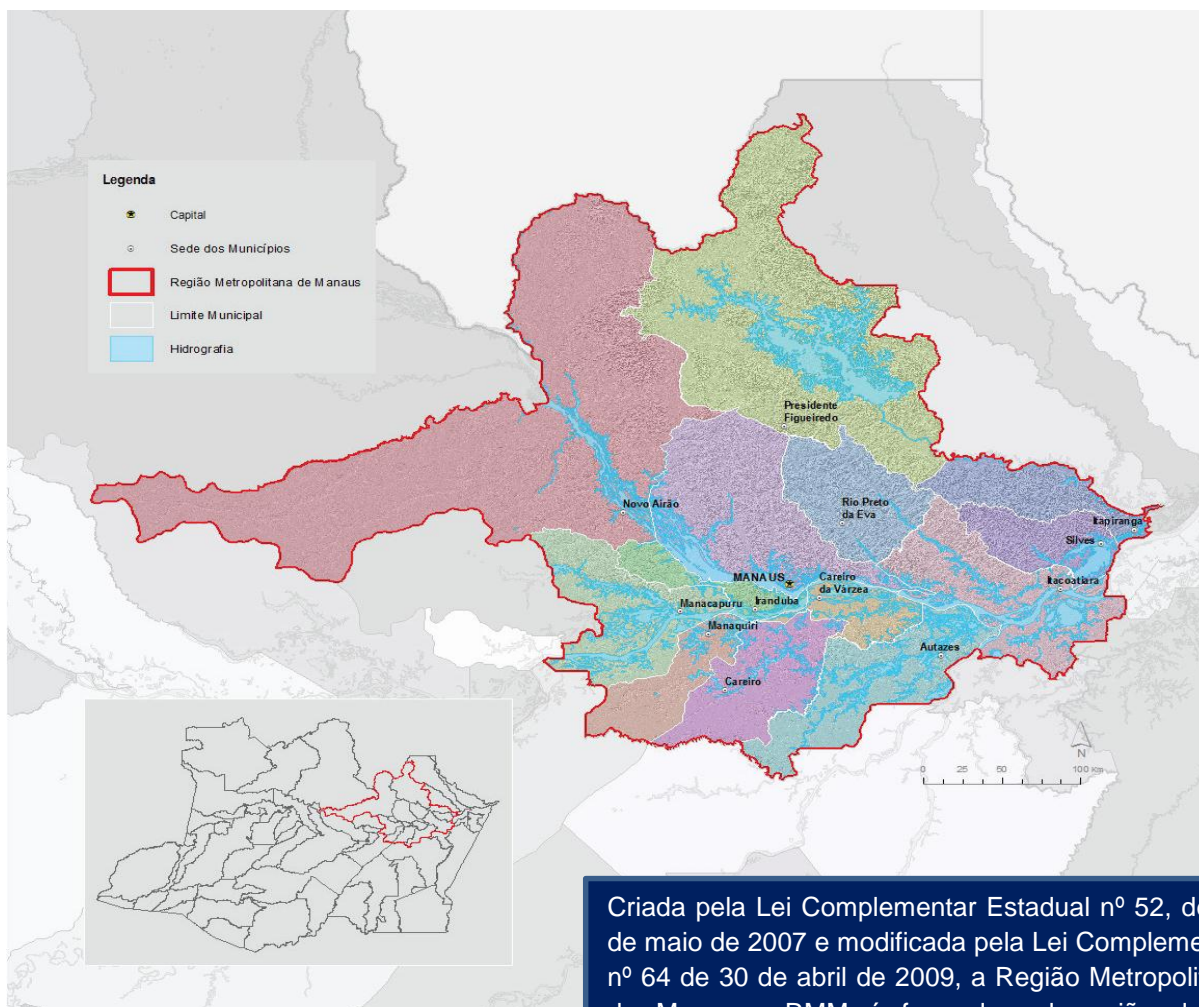 Legenda
Capital
Sede dos Municípios
Região Metropolitana de Manaus
Limite Municipal
Hidrografia
Presidente
Figueiredo
Novo Airão
Rio Preto
da Eva
Itapiranga
Silves
MANAUS
Careiro
da Várzea
Itacoatiara
Manacapuru
Iranduba
Manaquiri
Autazes
Careiro
N
0 25 50 100 Km
Criada pela Lei Complementar Estadual nº 52, de
de maio de 2007 e modificada pela Lei Compleme
nº 64 de 30 de abril de 2009, a Região Metropoli